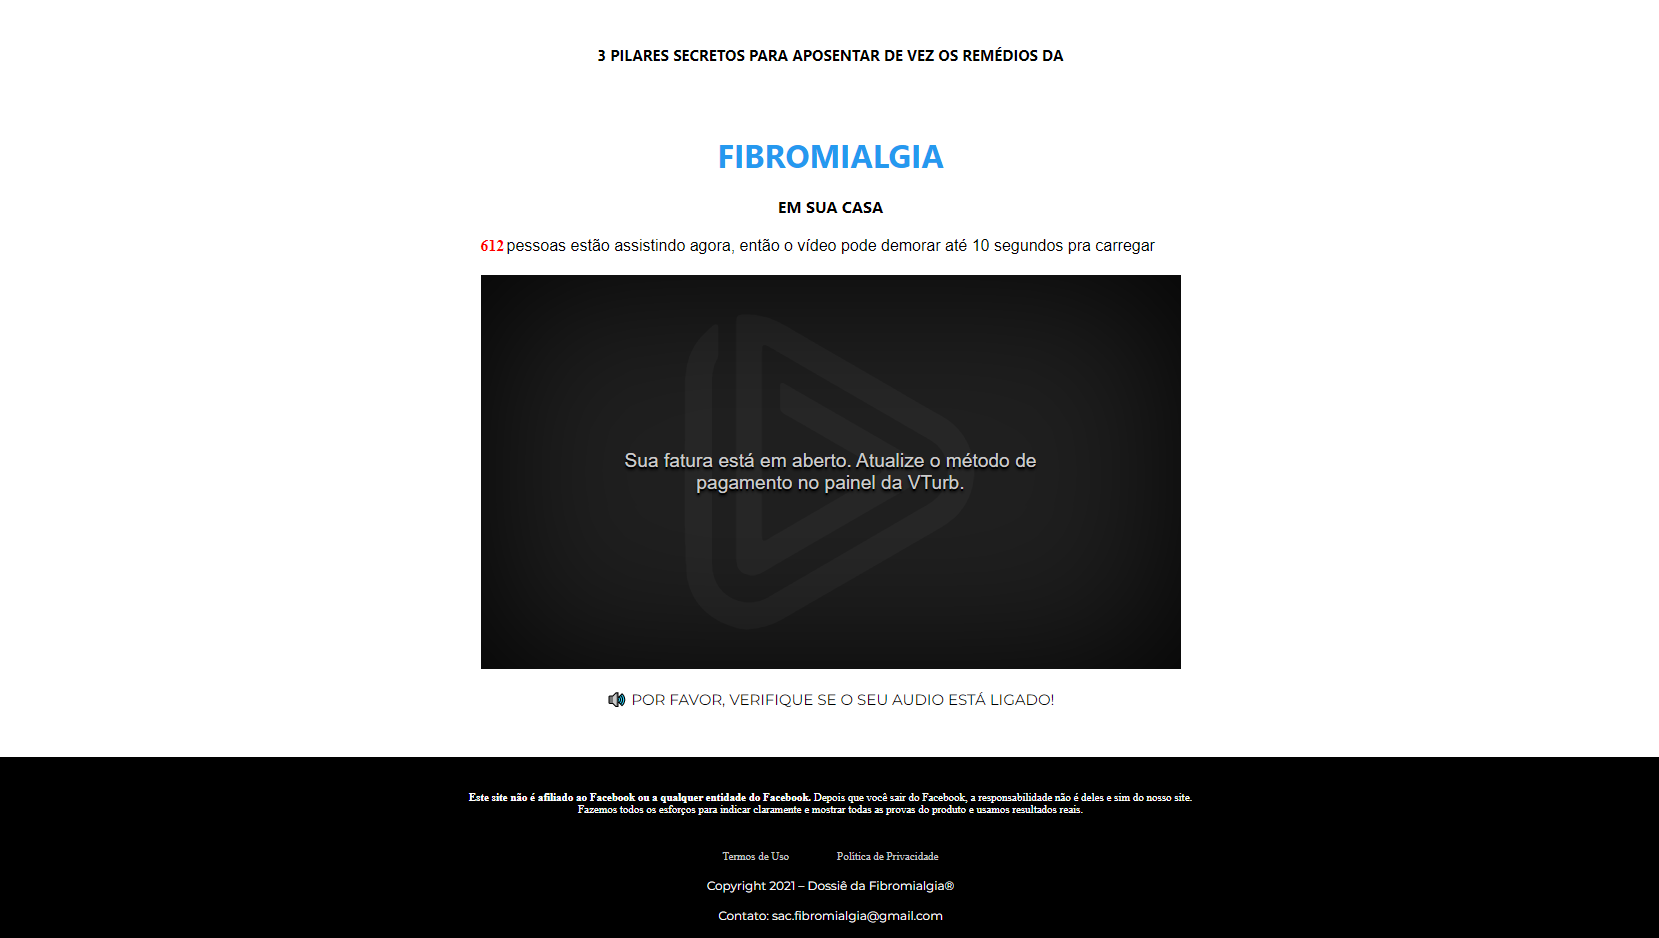 3 PILARES SECRETOS PARA APOSENTAR DE VEZ OS REMÉDIOS DA
FIBROMIALGIA
EM SUA CASA
612 pessoas estão assistindo agora, então o vídeo pode demorar até 10 segundos pra carregar
Sua fatura está em aberto. Atualize o método de
pagamento no painel da VTurb.
🔊 POR FAVOR, VERIFIQUE SE O SEU AUDIO ESTÁ LIGADO!
Este site não é afiliado ao Facebook ou a qualquer entidade do Facebook. Depois que você sair do Facebook, a responsabilidade não é deles e sim do nosso site.
Fazemos todos os esforços para indicar claramente e mostrar todas as provas do produto e usamos resultados reais.
Termos de Uso Política de Privacidade
Copyright 2021 – Dossiê da Fibromialgia®
Contato: sac.fibromialgia@gmail.com